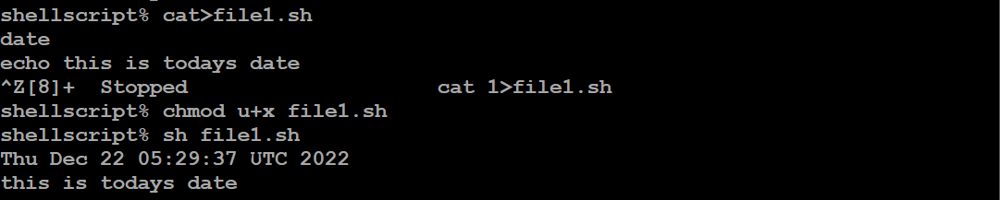 shellscript% cat>file1.sh
date
echo this is todays date
^Z[8]+  Stopped                 cat 1>file1.sh
shellscript% chmod u+x file1.sh
shellscript% sh file1.sh
Thu Dec 22 05:29:37 UTC 2022
this is todays date